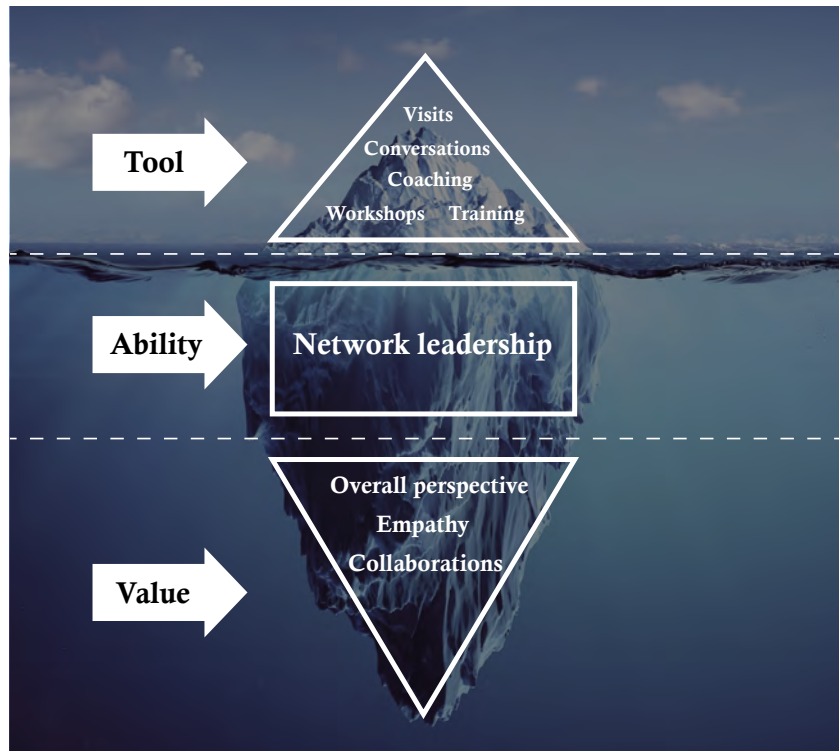 Tool
Visits
Conversations
Coaching
Workshops Training
Ability
Network leadership
Value
Overall perspective
Empathy
Collaborations